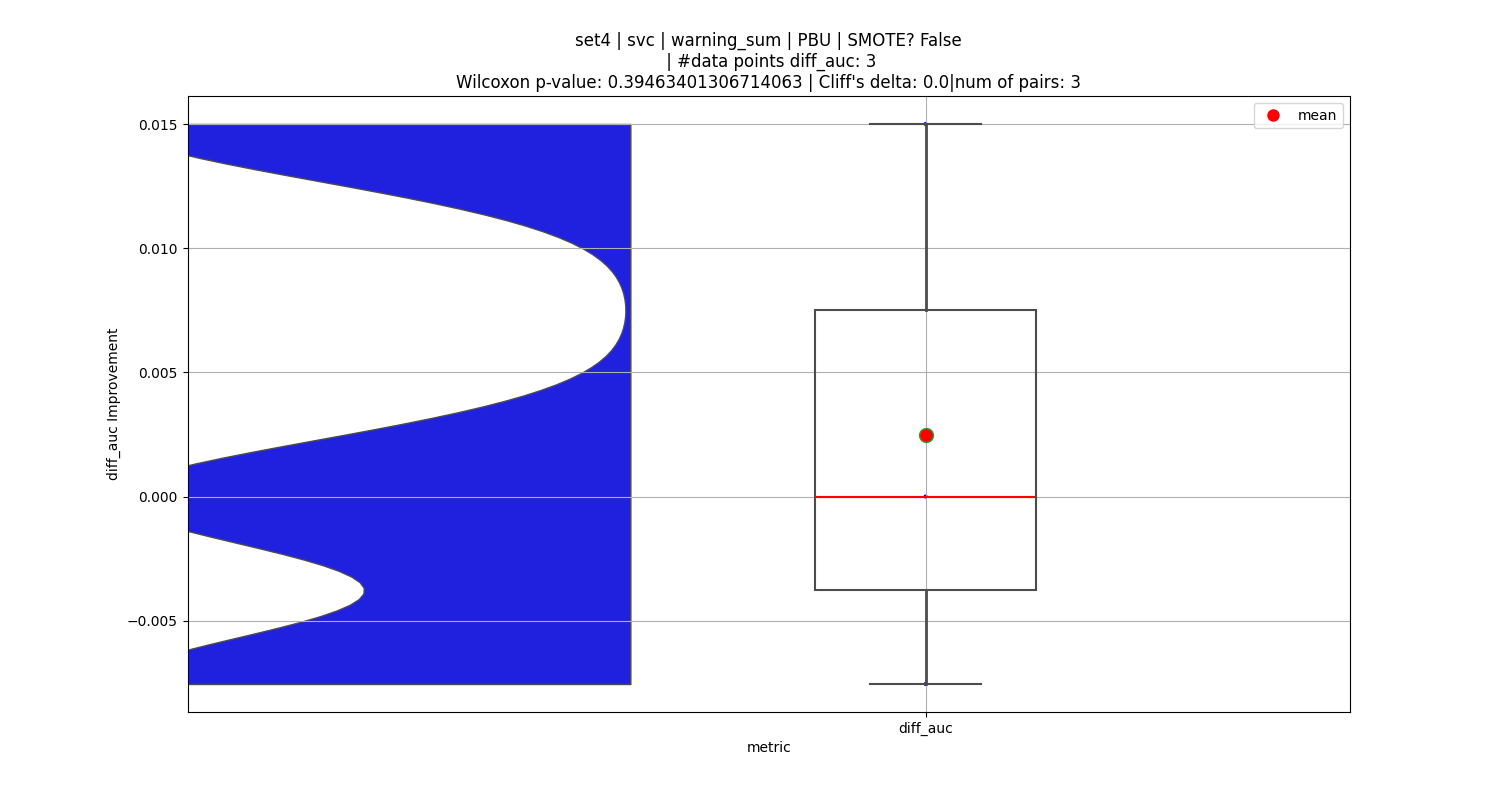 set4 | svc | warning_sum | PBU | SMOTE? False
| #data points diff_auc: 3
Wilcoxon p-value: 0.39463401306714063 | Cliff's delta: 0.0|num of pairs: 3
mean
0.015
0.010
0.005
0.000
−0.005
diff_auc Improvement
diff_auc
metric